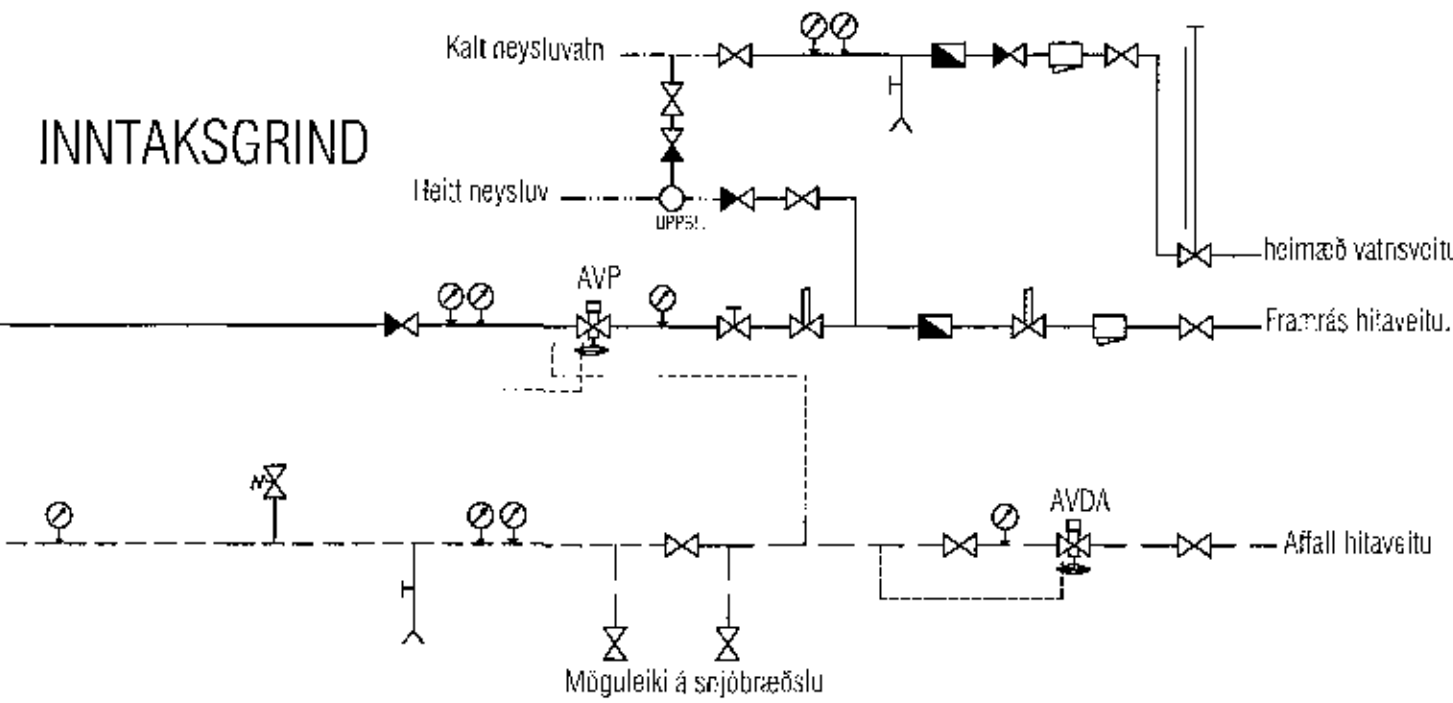 Kalt neysluvatn
INNTAKSGRIND
Heitt neysluv
heimæð vatnsveitu
AVP
Framrás hitaveitu.
AVDA
Affall hitaveitu
Möguleiki á snjóbræðslu